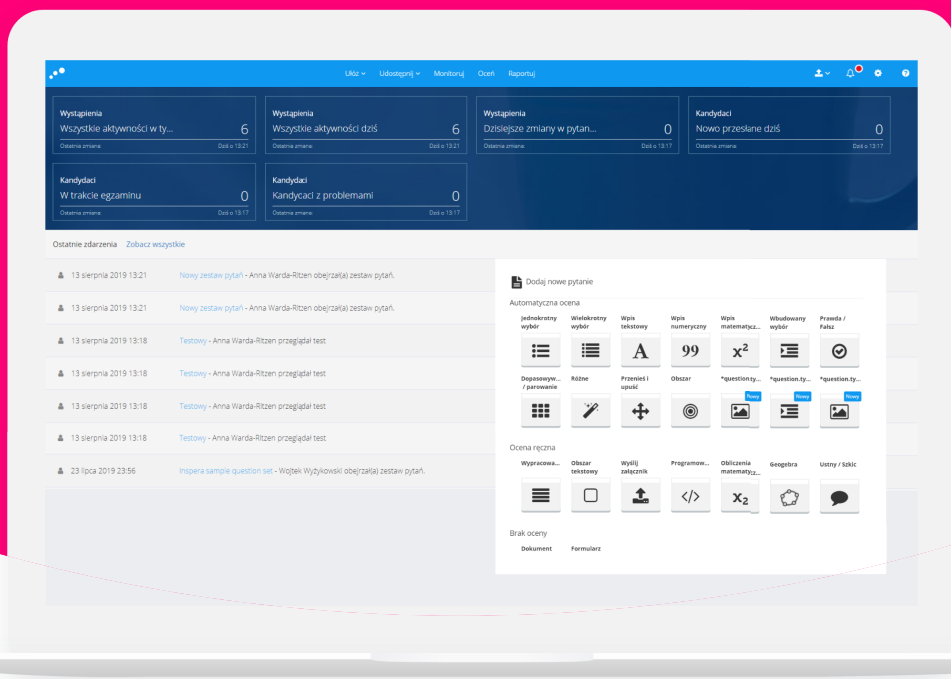 Ułóż Udostępnij Monitoruj Oceń Raportuj
Wystąpienia
Wszystkie aktywności w ty... 6
Ostatnia zmiana: Dziś o 13:21
Wystąpienia
Wszystkie aktywności dziś 6
Ostatnia zmiana: Dziś o 13:21
Wystąpienia
Dzisiejsze zmiany w pytan... 0
Ostatnia zmiana: Dziś o 13:17
Kandydaci
Nowo przesłane dziś 0
Ostatnia zmiana: Dziś o 13:17
Kandydaci
W trakcie egzaminu 0
Ostatnia zmiana: Dziś o 13:17
Kandydaci
Kandycaci z problemami 0
Ostatnia zmiana: Dziś o 13:17
Ostatnie zdarzenia Zobacz wszystkie
13 sierpnia 2019 13:21 Nowy zestaw pytań - Anna Warda-Ritzen obejrzał(a) zestaw pytań.
13 sierpnia 2019 13:21 Nowy zestaw pytań - Anna Warda-Ritzen obejrzał(a) zestaw pytań.
13 sierpnia 2019 13:18 Testowy - Anna Warda-Ritzen przeglądał test
13 sierpnia 2019 13:18 Testowy - Anna Warda-Ritzen przeglądał test
13 sierpnia 2019 13:18 Testowy - Anna Warda-Ritzen przeglądał test
13 sierpnia 2019 13:18 Testowy - Anna Warda-Ritzen przeglądał test
23 lipca 2019 23:56 Inspera sample question set - Wojtek Wyżykowski obejrzał(a) zestaw pytań.
Dodaj nowe pytanie
Automatyczna ocena
Jednokrotny wybór
Wielokrotny wybór
Wpis tekstowy
Wpis numeryczny
Wpis matematycz...
Wbudowany wybór
Prawda / Fałsz
A 99 x²
Dopasowyw... / parowanie
Różne
Przenieś i upuść
Obszar
*question.ty...
*question.ty...
*question.ty...
Nowy Nowy Nowy
Ocena ręczna
Wypracowa...
Obszar tekstowy
Wyślij załącznik
Programow...
Obliczenia matematycz...
Geogebra
Ustny / Szkic
</> x₂
Brak oceny
Dokument Formularz